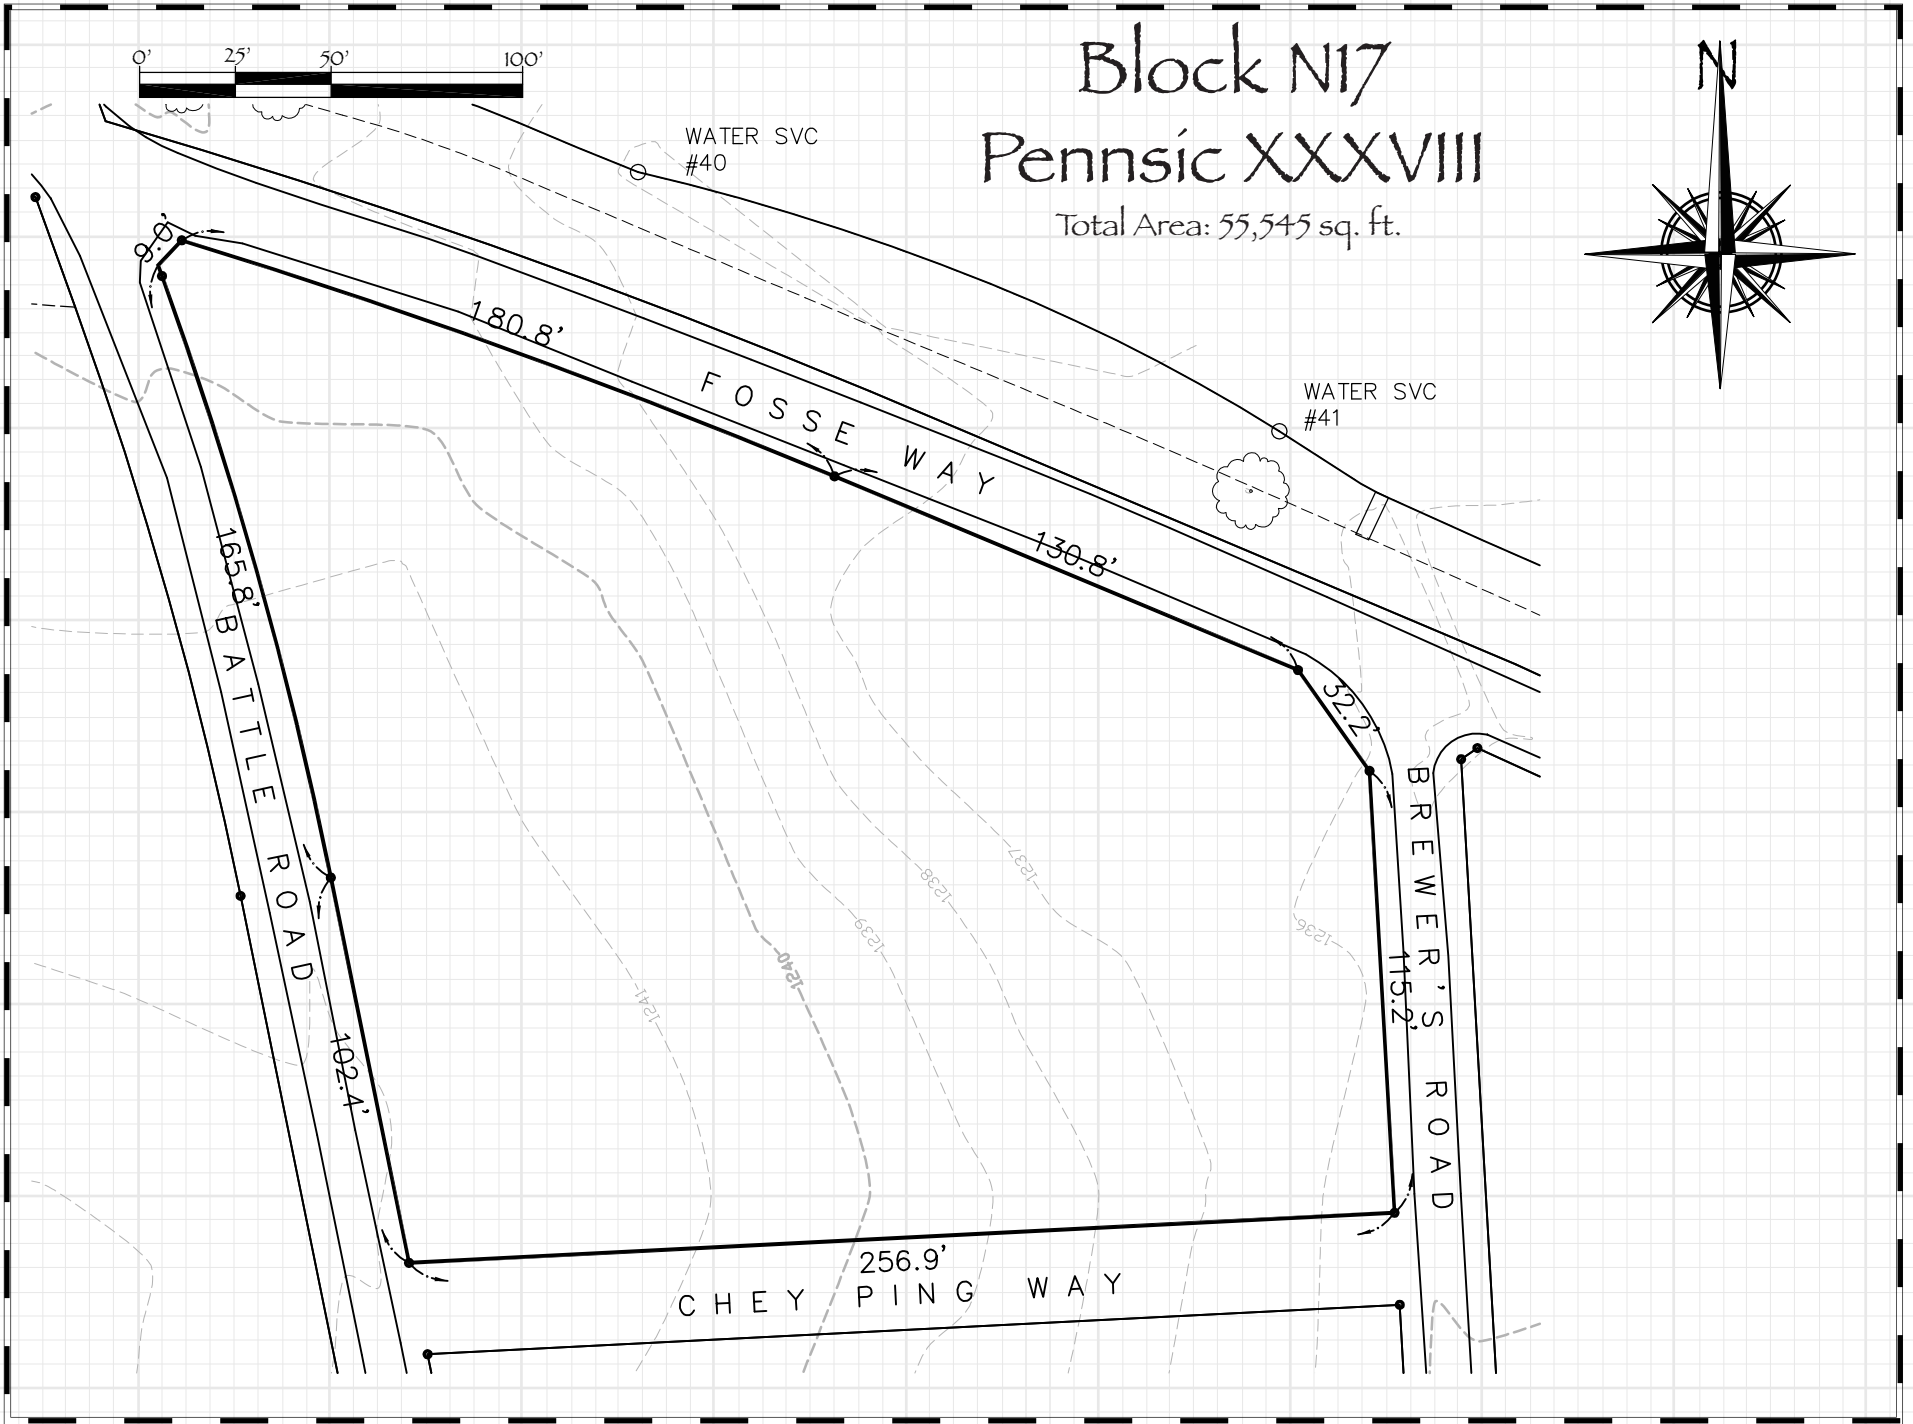 0' 25' 50' 100'
Block N17
Pennsic XXXVIII
Total Area: 55,545 sq. ft.
N
WATER SVC
#40
8.0'
180.8'
FOSSE WAY
WATER SVC
#41
130.8'
165.8'
BATTLE ROAD
32.2'
BREWER'S ROAD
115.2'
1237
1238
1239
1236
1240
1241
102.4'
256.9'
CHEY PING WAY